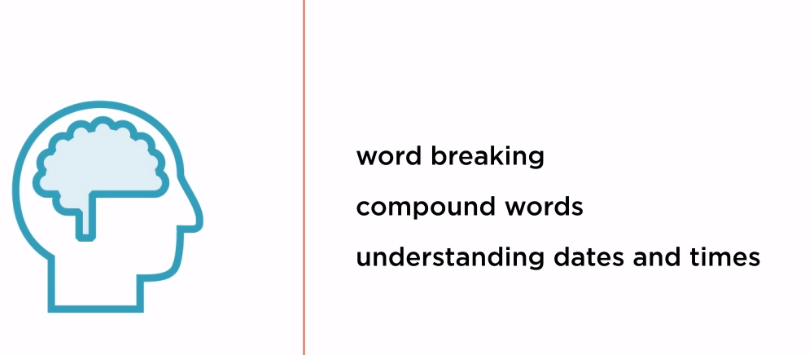 word breaking
compound words
understanding dates and times